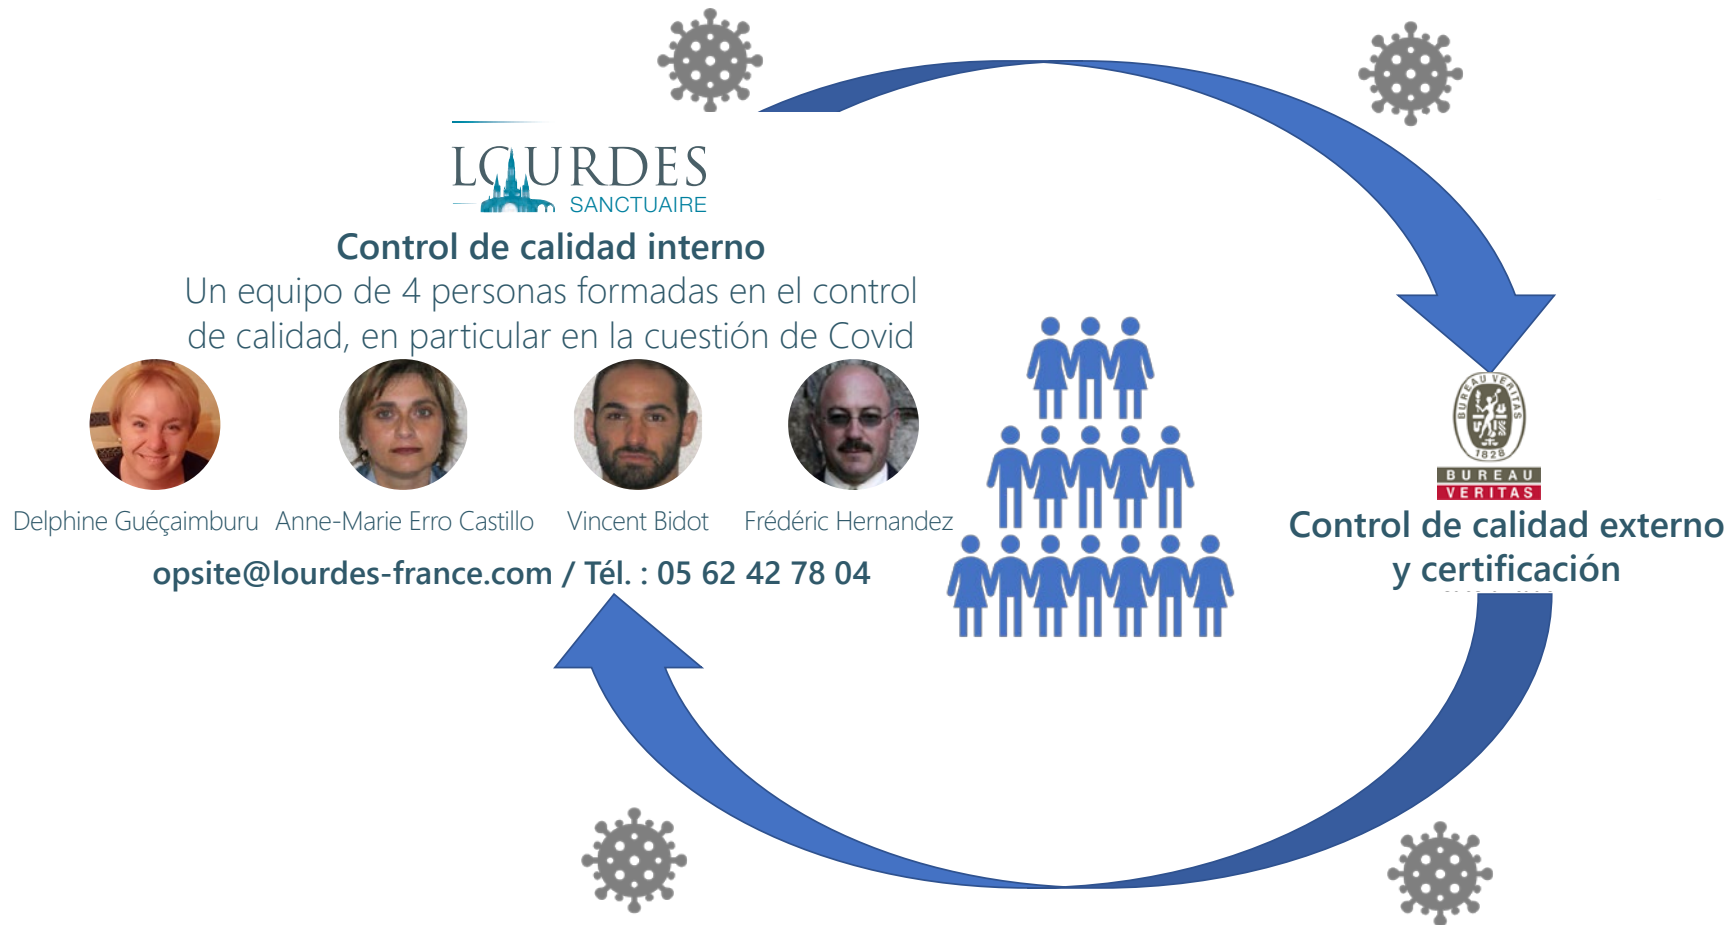 LOURDES
SANCTUAIRE
Control de calidad interno
Un equipo de 4 personas formadas en el control
de calidad, en particular en la cuestión de Covid
Delphine Guéçaimburu
Anne-Marie Erro Castillo
Vincent Bidot
Frédéric Hernandez
opsite@lourdes-france.com / Tél. : 05 62 42 78 04
BUREAU VERITAS
1828
BUREAU
VERITAS
Control de calidad externo
y certificación